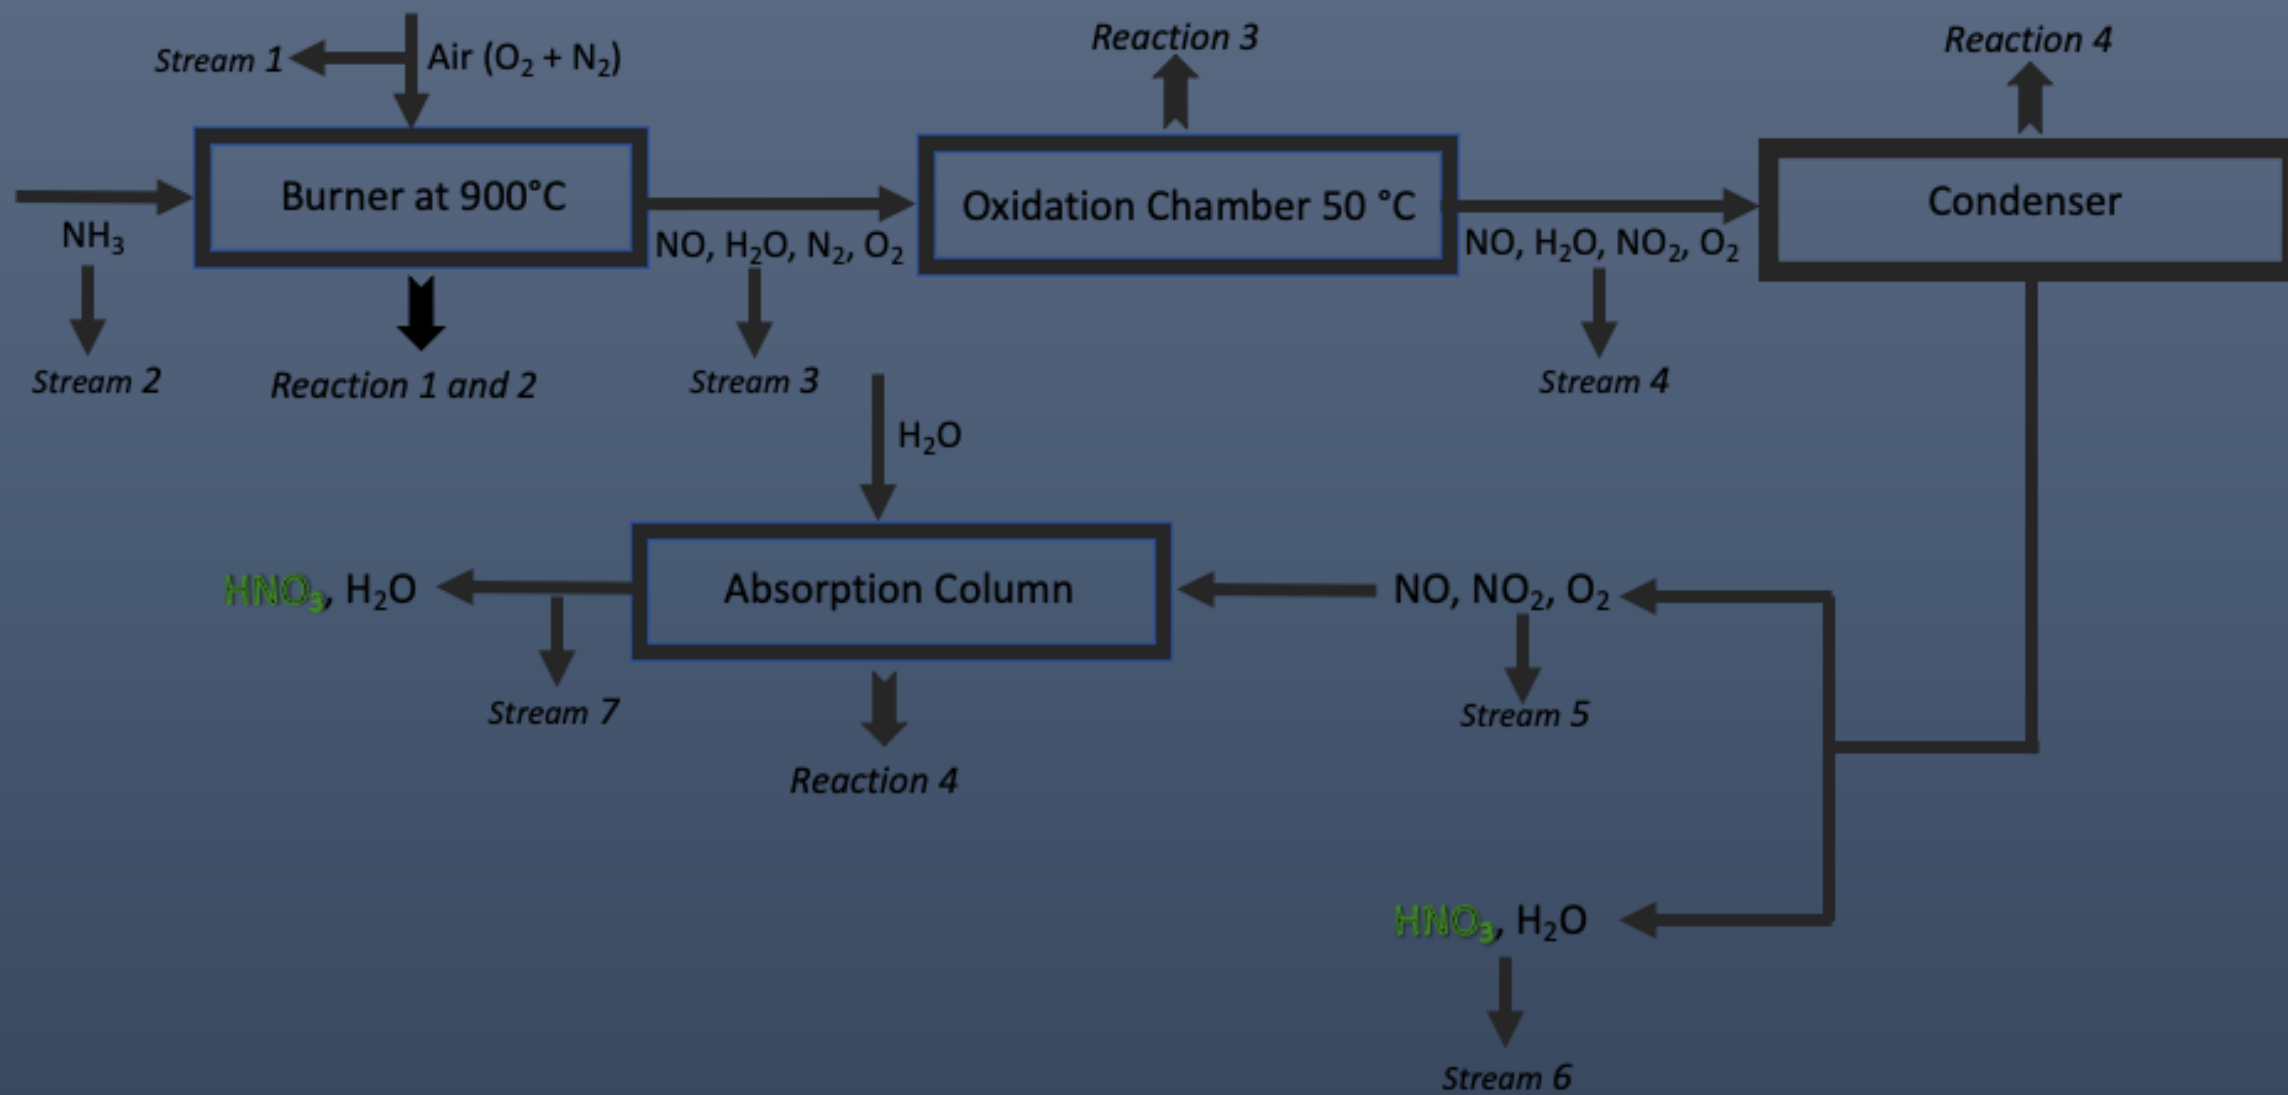 Reaction 3
Reaction 4
Stream 1
Air (O₂ + N₂)
Burner at 900°C
Oxidation Chamber 50 °C
Condenser
NH₃
NO, H₂O, N₂, O₂
NO, H₂O, NO₂, O₂
Stream 2
Reaction 1 and 2
Stream 3
Stream 4
H₂O
HNO₃, H₂O
Absorption Column
NO, NO₂, O₂
Stream 7
Stream 5
Reaction 4
HNO₃, H₂O
Stream 6